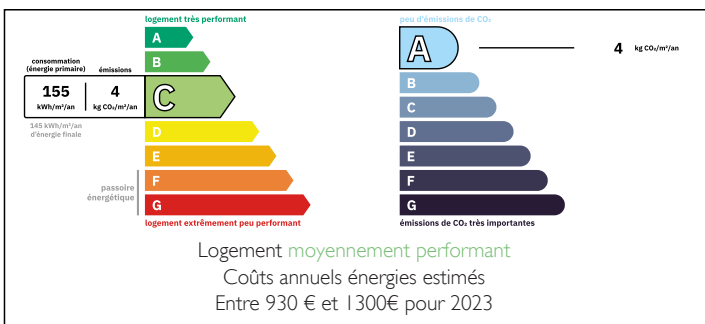 logement très performant
A
B
consommation
(énergie primaire)
émissions
155
kWh/m²/an
4
kg CO₂/m²/an
C
145 kWh/m²/an
d'énergie finale
D
E
F
G
passoire
énergétique
logement extrêmement peu performant
peu d'émissions de CO₂
A
4
kg CO₂/m²/an
B
C
D
E
F
G
émissions de CO₂ très importantes
Logement moyennement performant
Coûts annuels énergies estimés
Entre 930 € et 1300€ pour 2023